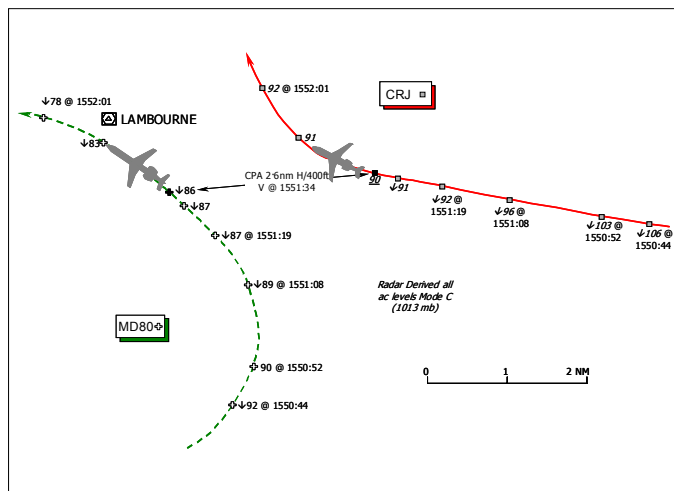 92 @ 1552:01
CRJ
↓78 @ 1552:01
LAMBOURNE
91
↓83
CPA 2·6nm H/400ft
V @ 1551:34
90
↓91
↓86
↓92 @
1551:19
↓87
↓96 @
1551:08
↓103 @
1550:52
↓106 @
1550:44
↓87 @ 1551:19
↓89 @ 1551:08
Radar Derived all
ac levels Mode C
(1013 mb)
MD80
90 @ 1550:52
0 1 2 NM
↓92 @ 1550:44